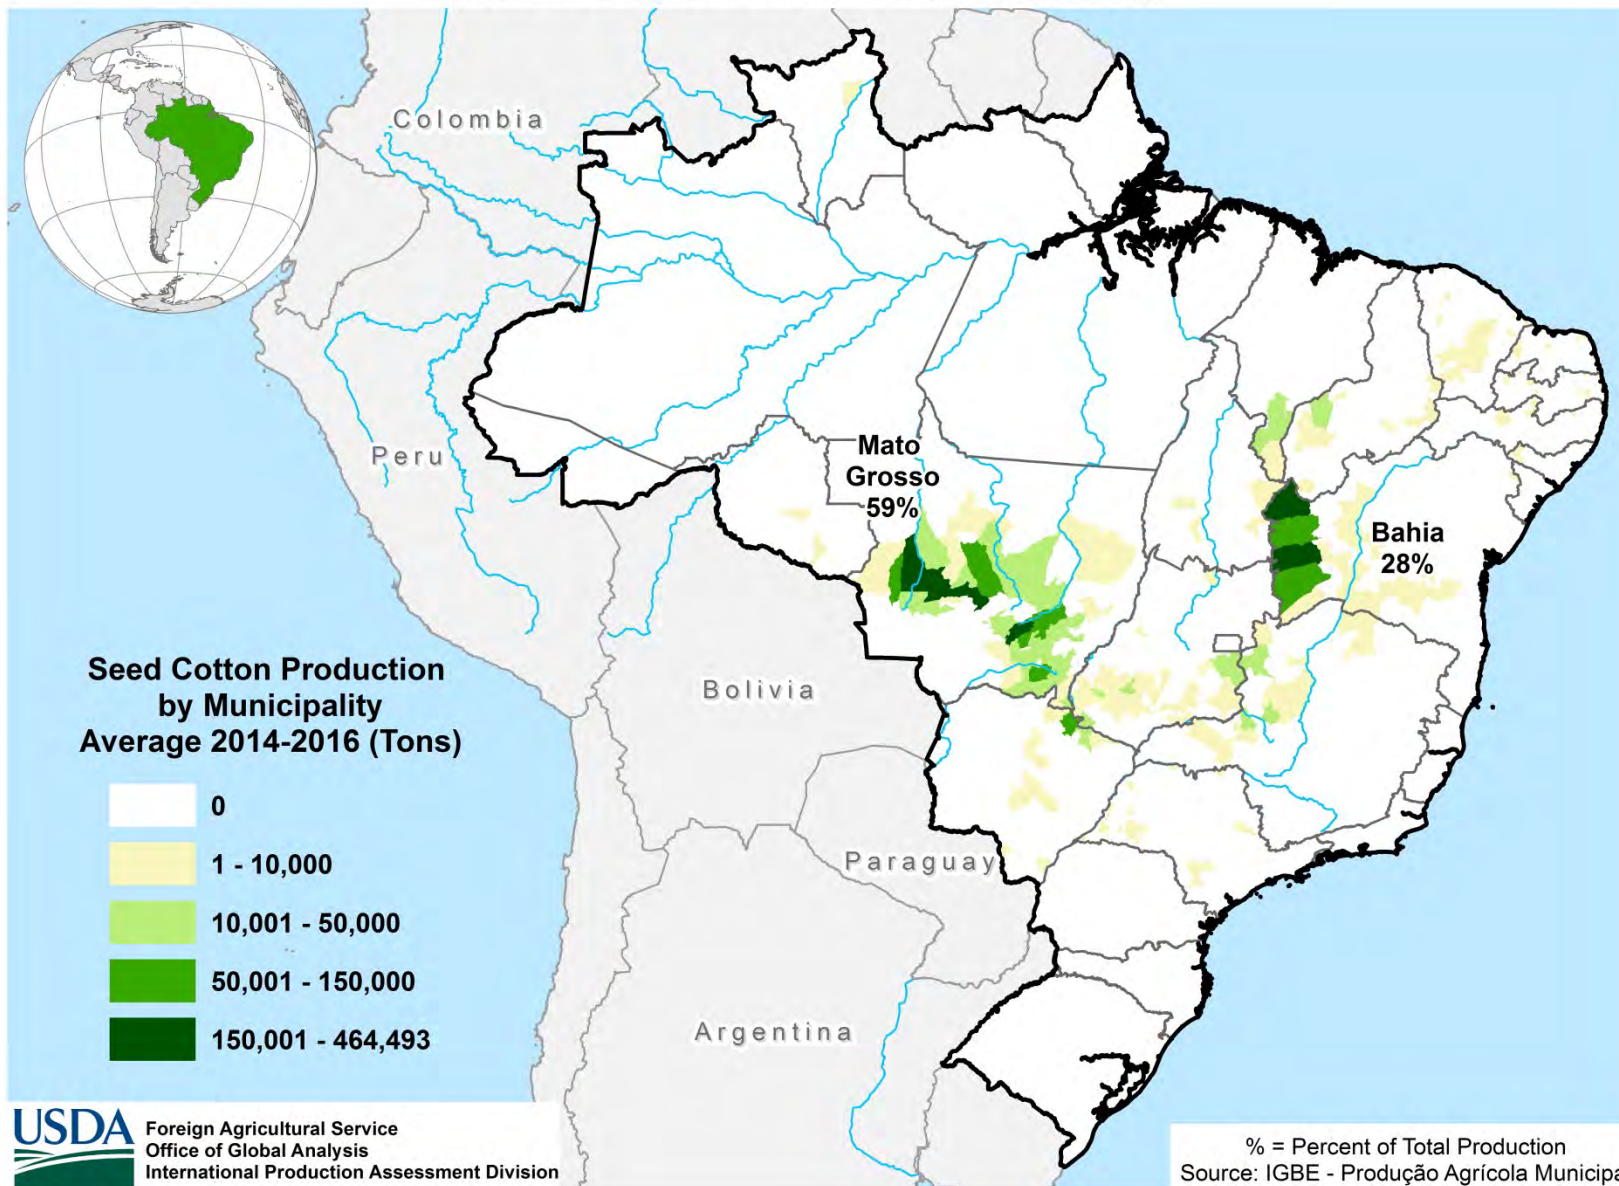 Colombia
Peru
Mato
Grosso
59%
Bahia
28%
Bolivia
Paraguay
Argentina
Seed Cotton Production
by Municipality
Average 2014-2016 (Tons)
0
1 - 10,000
10,001 - 50,000
50,001 - 150,000
150,001 - 464,493
USDA
Foreign Agricultural Service
Office of Global Analysis
International Production Assessment Division
% = Percent of Total Production
Source: IGBE - Produção Agrícola Municipa